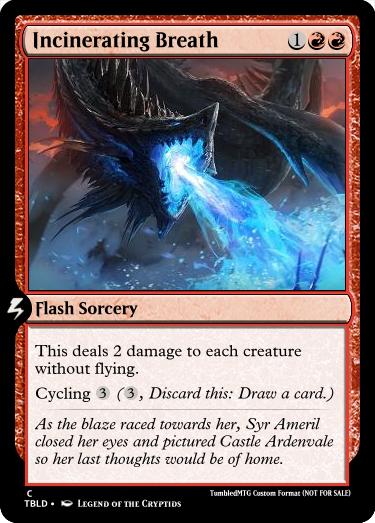 Incinerating Breath 1
Flash Sorcery
This deals 2 damage to each creature
without flying.
Cycling 3 (3, Discard this: Draw a card.)
As the blaze raced towards her, Syr Ameril
closed her eyes and pictured Castle Ardenvale
so her last thoughts would be of home.
C
TBLD • Legend of the Cryptids
TumbledMTG Custom Format (NOT FOR SALE)